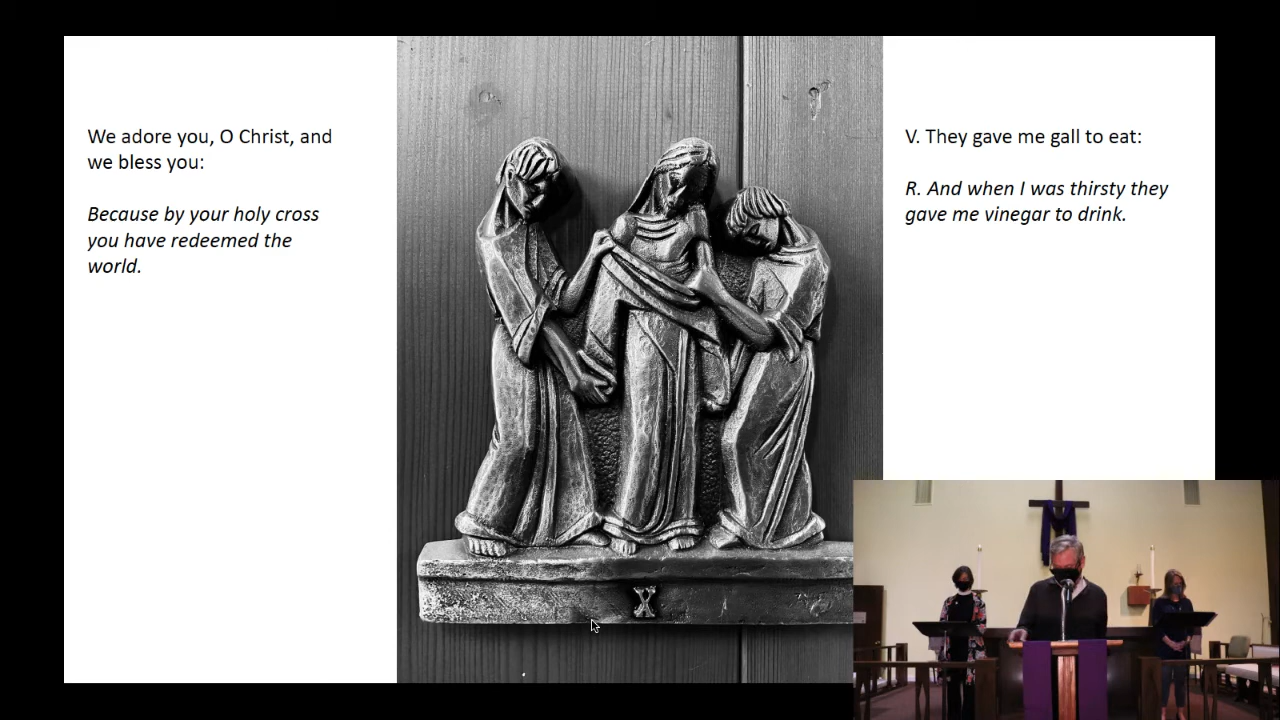 We adore you, O Christ, and
we bless you:
Because by your holy cross
you have redeemed the
world.
X
V. They gave me gall to eat:
R. And when I was thirsty they
gave me vinegar to drink.